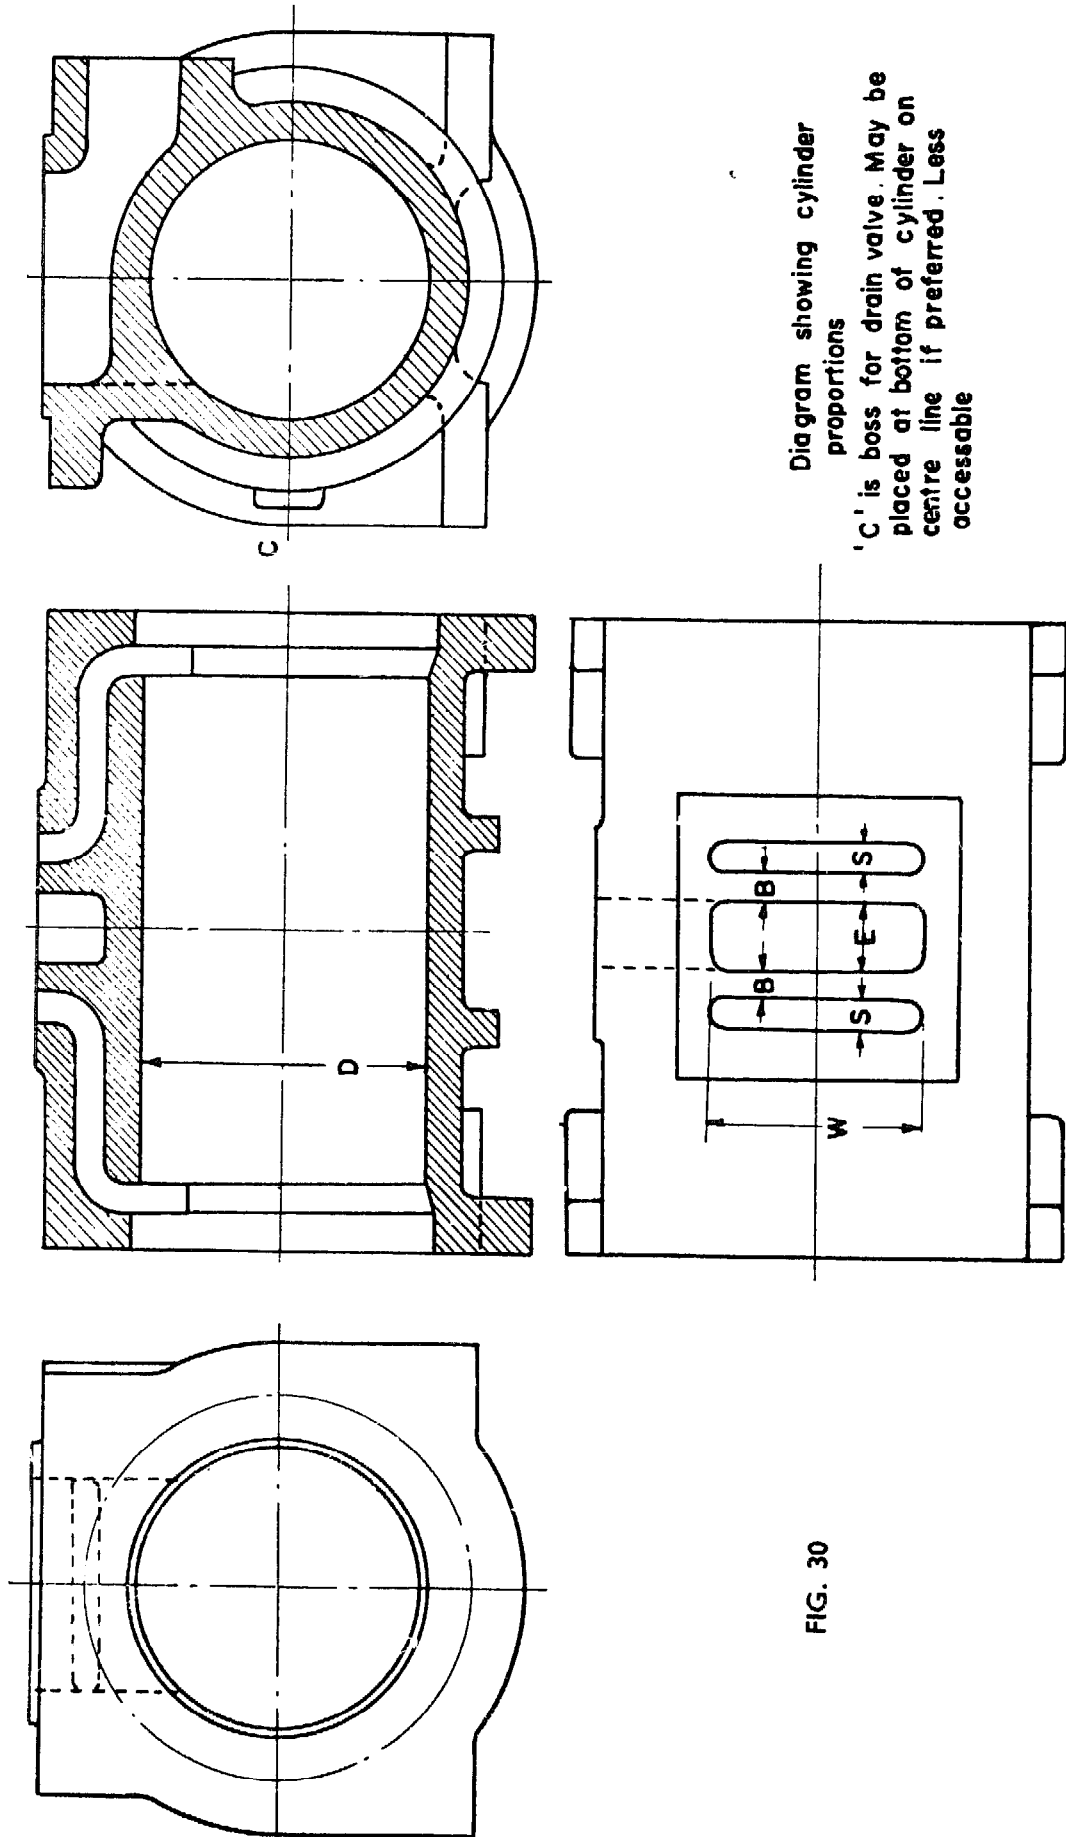 C
D
Diagram showing cylinder
proportions
'C' is boss for drain valve. May be
placed at bottom of cylinder on
centre line if preferred. Less
accessable
W
B
B
S
E
S
FIG. 30